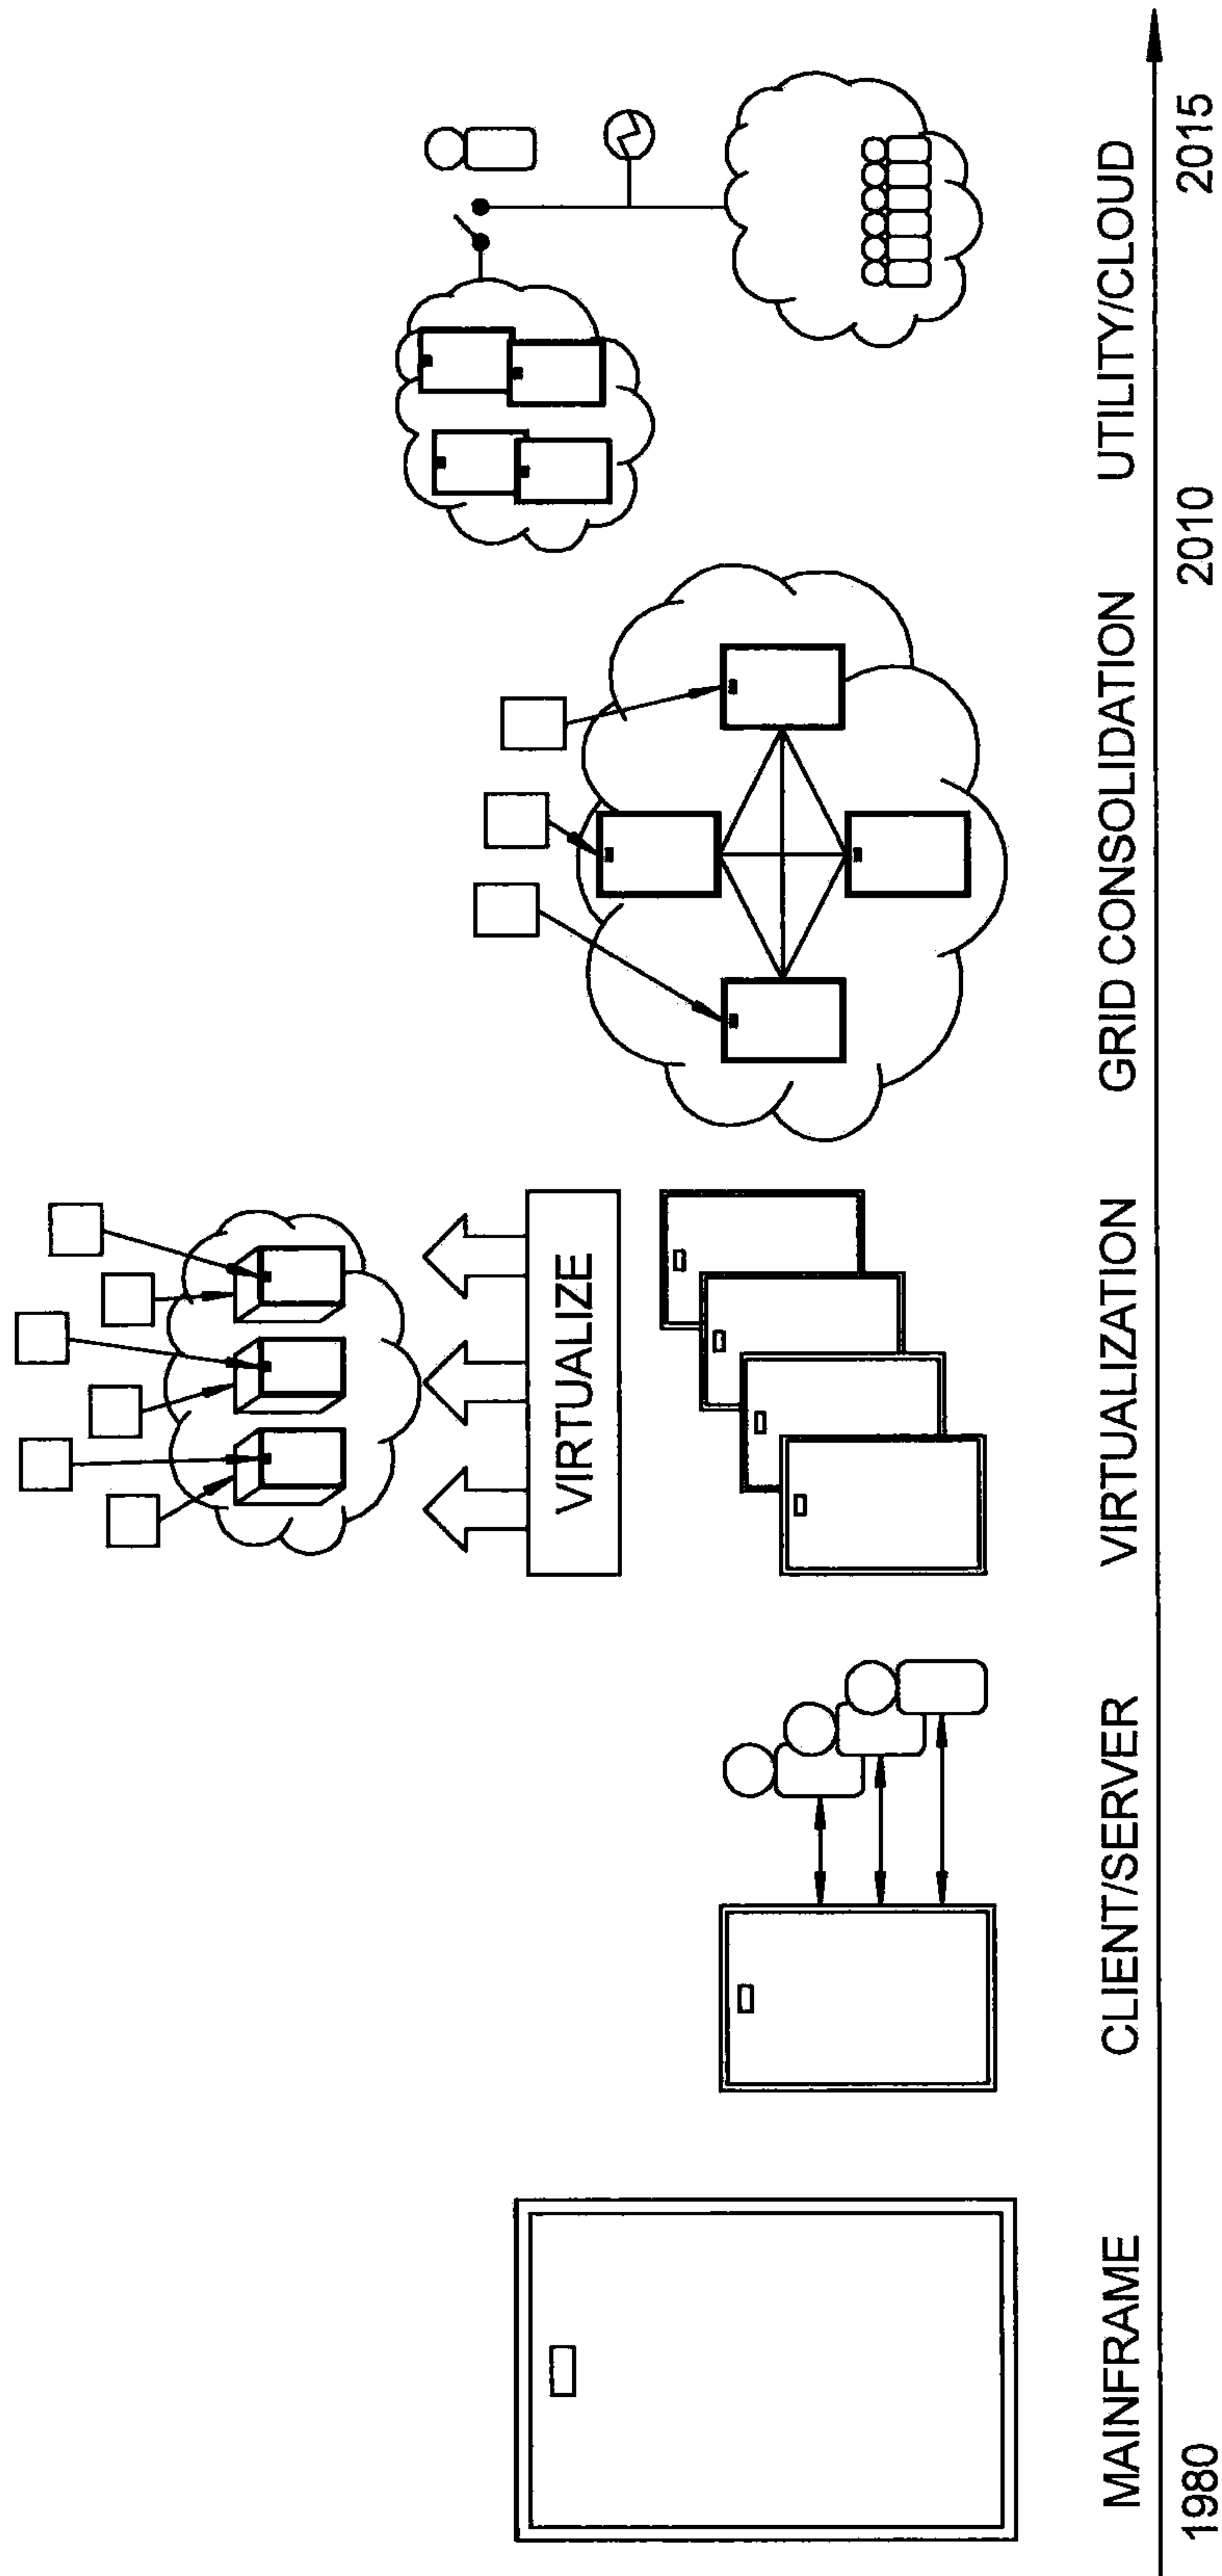 VIRTUALIZE
MAINFRAME
CLIENT/SERVER
VIRTUALIZATION
GRID CONSOLIDATION
UTILITY/CLOUD
1980
2010
2015